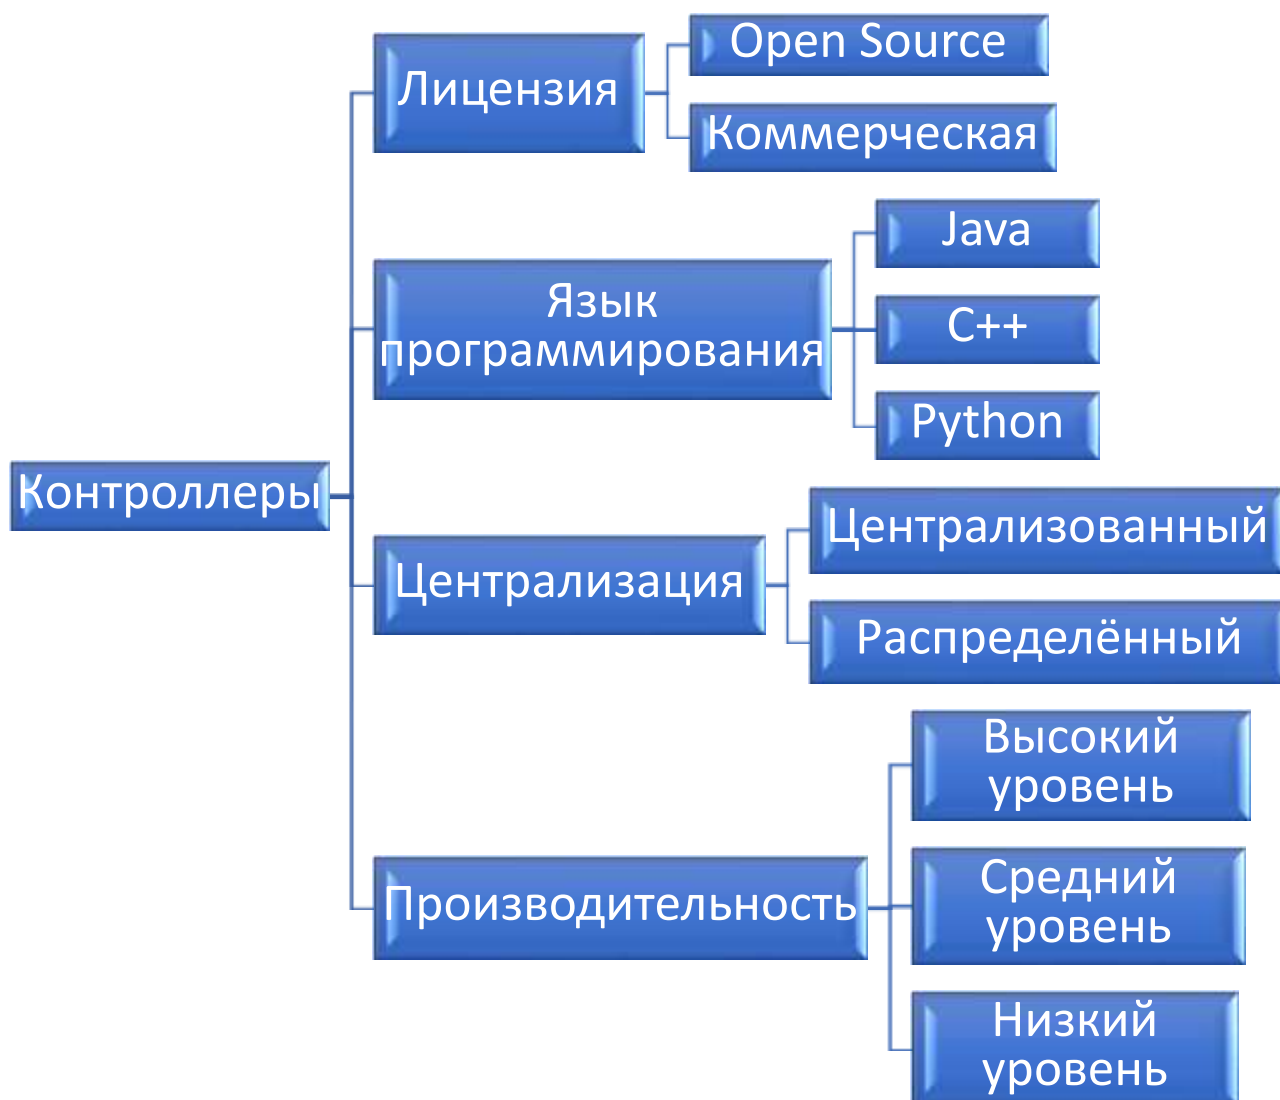 Контроллеры
Лицензия
Open Source
Коммерческая
Язык
программирования
Java
C++
Python
Централизация
Централизованный
Распределённый
Производительность
Высокий
уровень
Средний
уровень
Низкий
уровень